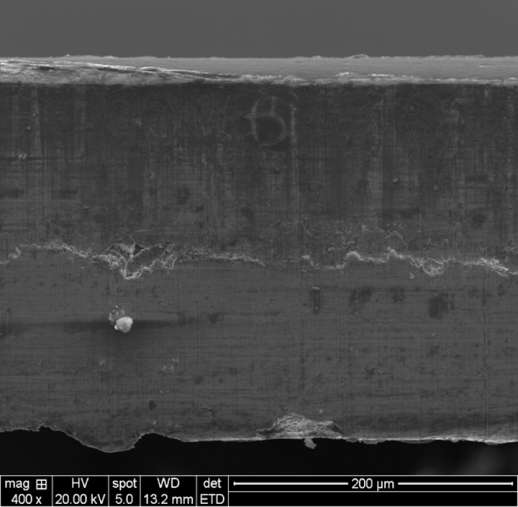 mag HV spot WD det 200 µm
400 x 20.00 kV 5.0 13.2 mm ETD